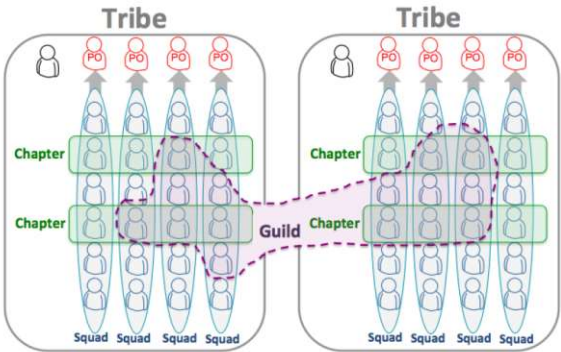 Tribe Tribe
PO PO PO PO PO PO PO PO
Chapter Chapter
Chapter Guild Chapter
Squad Squad Squad Squad Squad Squad Squad Squad